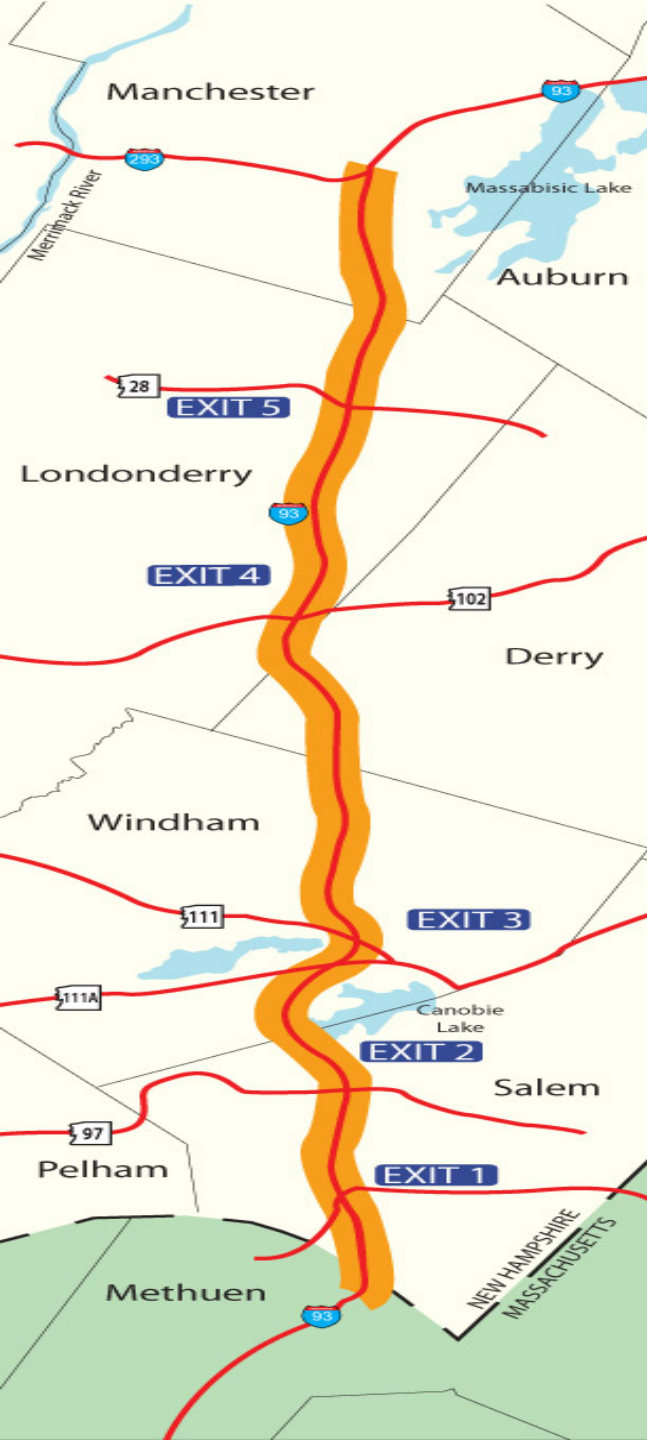 Manchester
93
293
Massabisic Lake
Merrimack River
Auburn
28
EXIT 5
Londonderry
93
EXIT 4
102
Derry
Windham
111
EXIT 3
111A
Canobie
Lake
EXIT 2
Salem
97
Pelham
EXIT 1
NEW HAMPSHIRE
MASSACHUSETTS
Methuen
93